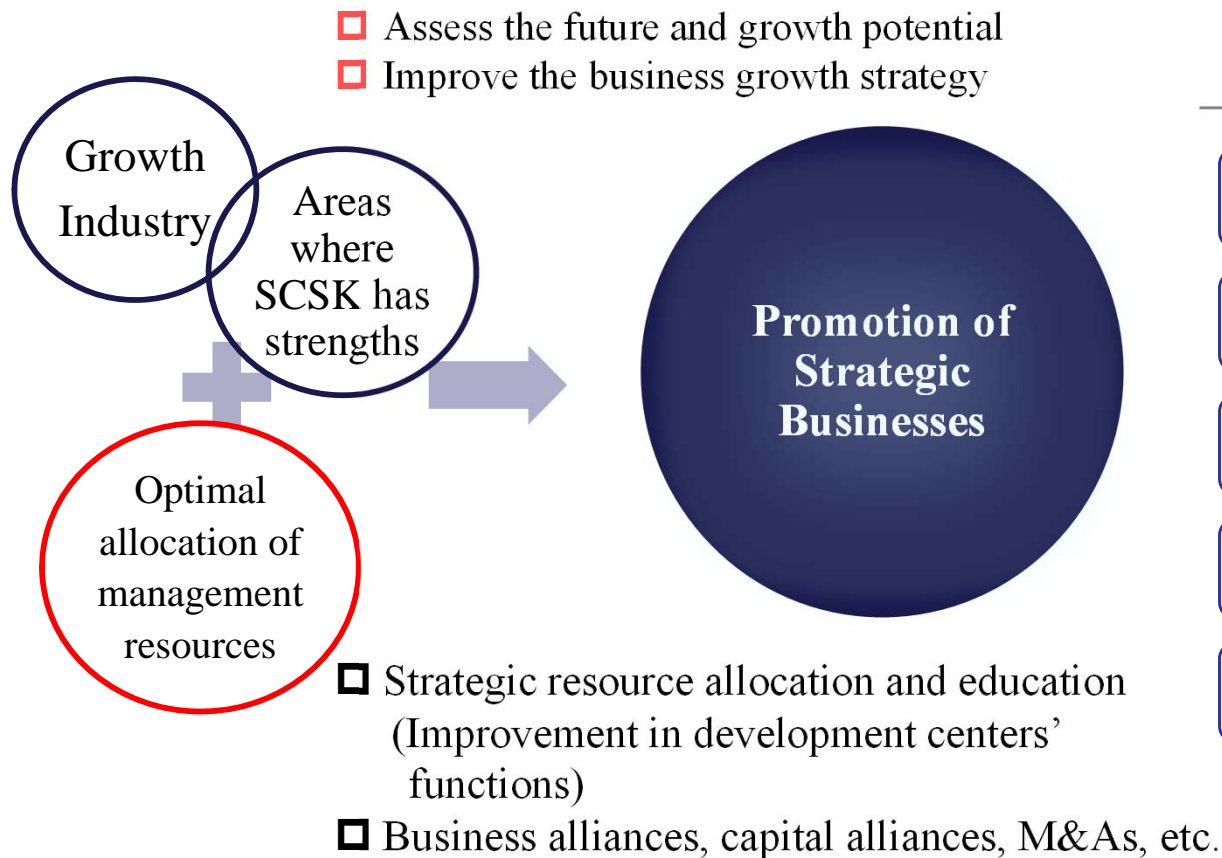 Assess the future and growth potential
Improve the business growth strategy
Growth
Industry
Areas
where
SCSK has
strengths
Promotion of
Strategic
Businesses
Optimal
allocation of
management
resources
Strategic resource allocation and education
(Improvement in development centers’
functions)
Business alliances, capital alliances, M&As, etc.